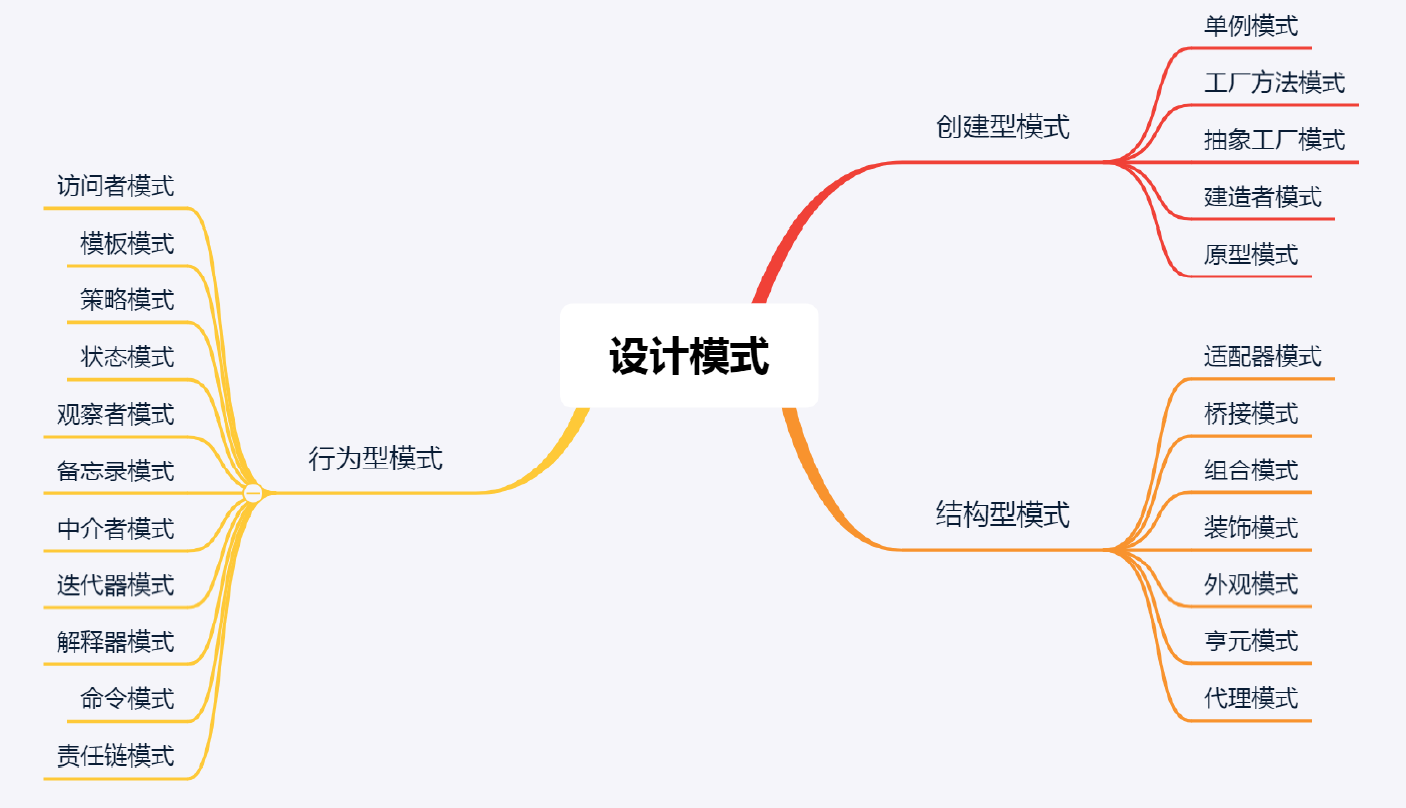 设计模式
创建型模式
单例模式
工厂方法模式
抽象工厂模式
建造者模式
原型模式
结构型模式
适配器模式
桥接模式
组合模式
装饰模式
外观模式
亨元模式
代理模式
行为型模式
访问者模式
模板模式
策略模式
状态模式
观察者模式
备忘录模式
中介者模式
迭代器模式
解释器模式
命令模式
责任链模式